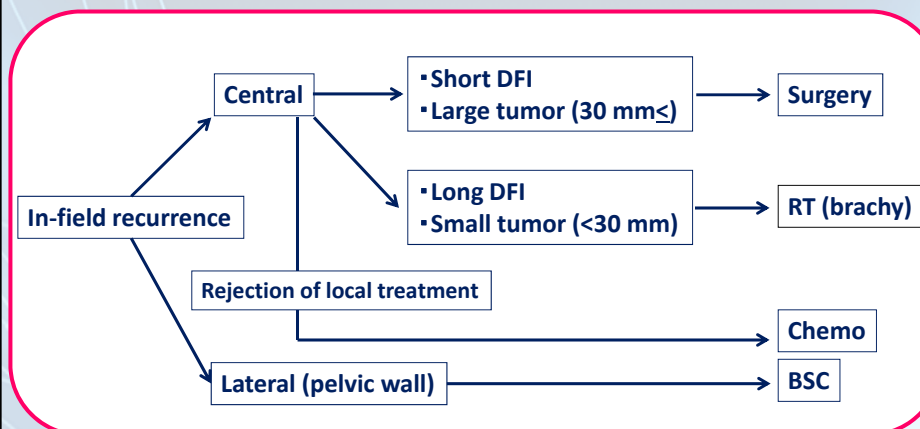 Central
・Short DFI
・Large tumor (30 mm≤)
Surgery
In-field recurrence
・Long DFI
・Small tumor (<30 mm)
RT (brachy)
Rejection of local treatment
Chemo
Lateral (pelvic wall)
BSC